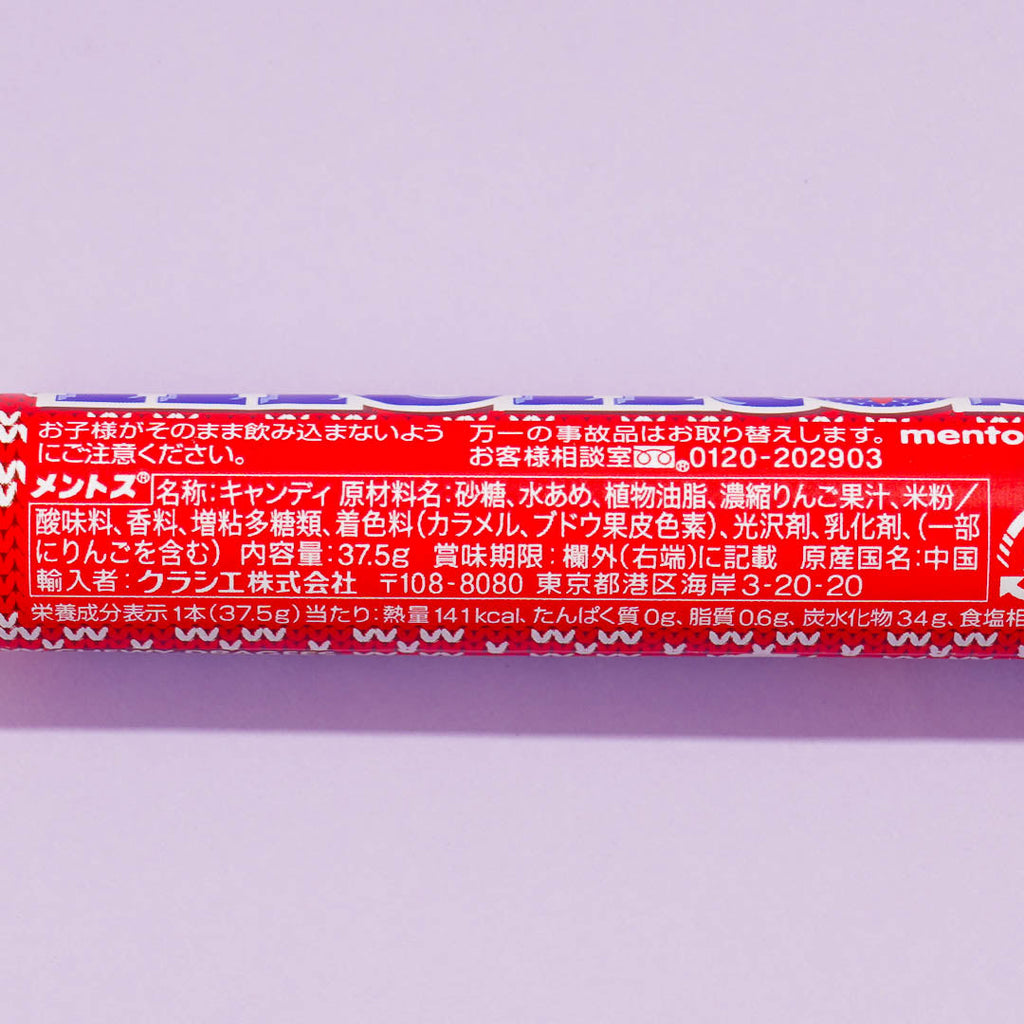 お子様がそのまま飲み込まないよう
にご注意ください。
万一の事故品はお取り替えします。
お客様相談室 ®0120-202903
mento
メントス® 名称:キャンディ 原材料名:砂糖、水あめ、植物油脂、濃縮りんご果汁、米粉/
酸味料、香料、増粘多糖類、着色料(カラメル、ブドウ果皮色素)、光沢剤、乳化剤、(一部
にりんごを含む) 内容量:37.5g 賞味期限:欄外(右端)に記載 原産国名:中国
輸入者:クラシエ株式会社 〒108-8080 東京都港区海岸3-20-20
栄養成分表示1本(37.5g)当たり:熱量141kcal、たんぱく質0g、脂質0.6g、炭水化物34g、食塩相